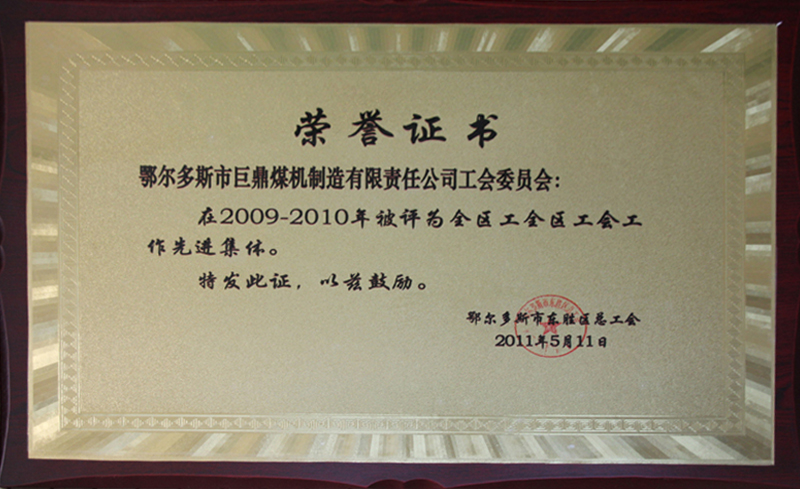 荣誉证书
鄂尔多斯市巨鼎煤机制造有限责任公司工会委员会：
在2009-2010年被评为全区工全区工会工
作先进集体。
特发此证，以兹鼓励。
鄂尔多斯市东胜区总工会
2011年5月11日